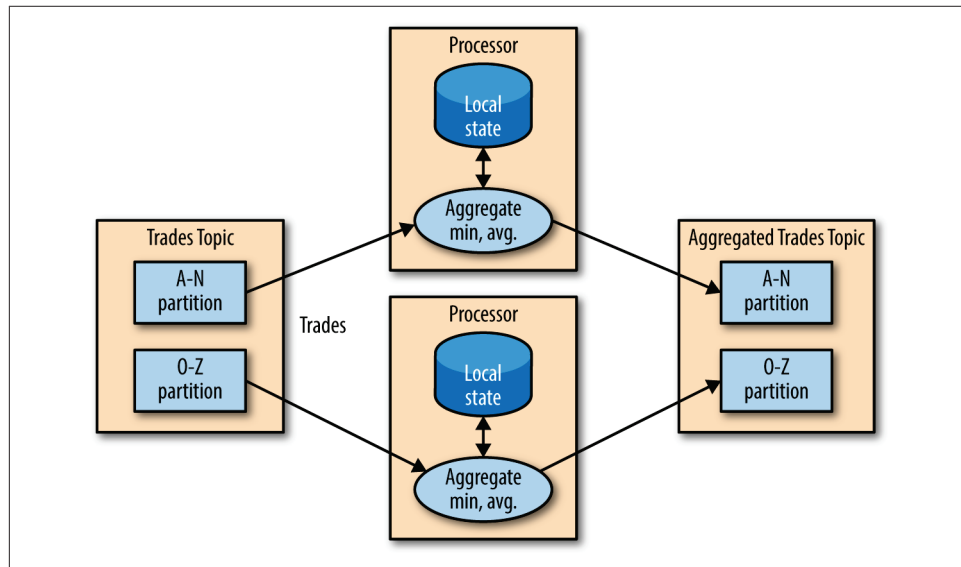 Processor
Local
state
Aggregate
min, avg.
Trades Topic
A-N
partition
O-Z
partition
Trades
Processor
Local
state
Aggregate
min, avg.
Aggregated Trades Topic
A-N
partition
O-Z
partition